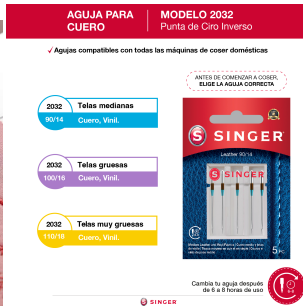 AGUJA PARA
CUERO
MODELO 2032
Punta de Ciro Inverso
✓ Agujas compatibles con todas las máquinas de coser domésticas
ANTES DE COMENZAR A COSER,
ELIGE LA AGUJA CORRECTA
2032 Telas medianas
90/14 Cuero, Vinil.
2032 Telas gruesas
100/16 Cuero, Vinil.
2032 Telas muy gruesas
110/18 Cuero, Vinil.
SINGER
Leather 90/14
SINGER
5
Cambia tu aguja después
de 6 a 8 horas de uso
SINGER